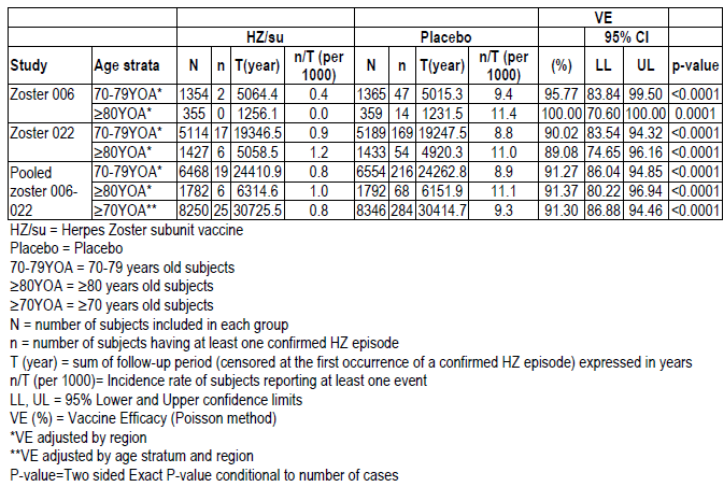 VE
HZ/su Placebo 95% CI
Study Age strata N n T(year) n/T (per 1000) N n T(year) n/T (per 1000) (%) LL UL p-value
Zoster 006 70-79YOA* 1354 2 5064.4 0.4 1365 47 5015.3 9.4 95.77 83.84 99.50 <0.0001
≥80YOA* 355 0 1256.1 0.0 359 14 1231.5 11.4 100.00 70.60 100.00 0.0001
Zoster 022 70-79YOA* 5114 17 19346.5 0.9 5189 169 19247.5 8.8 90.02 83.54 94.32 <0.0001
≥80YOA* 1427 6 5058.5 1.2 1433 54 4920.3 11.0 89.08 74.65 96.16 <0.0001
Pooled zoster 006-022 70-79YOA* 6468 19 24410.9 0.8 6554 216 24262.8 8.9 91.27 86.04 94.85 <0.0001
≥80YOA* 1782 6 6314.6 1.0 1792 68 6151.9 11.1 91.37 80.22 96.94 <0.0001
≥70YOA** 8250 25 30725.5 0.8 8346 284 30414.7 9.3 91.30 86.88 94.46 <0.0001
HZ/su = Herpes Zoster subunit vaccine
Placebo = Placebo
70-79YOA = 70-79 years old subjects
≥80YOA = ≥80 years old subjects
≥70YOA = ≥70 years old subjects
N = number of subjects included in each group
n = number of subjects having at least one confirmed HZ episode
T (year) = sum of follow-up period (censored at the first occurrence of a confirmed HZ episode) expressed in years
n/T (per 1000)= Incidence rate of subjects reporting at least one event
LL, UL = 95% Lower and Upper confidence limits
VE (%) = Vaccine Efficacy (Poisson method)
*VE adjusted by region
**VE adjusted by age stratum and region
P-value=Two sided Exact P-value conditional to number of cases